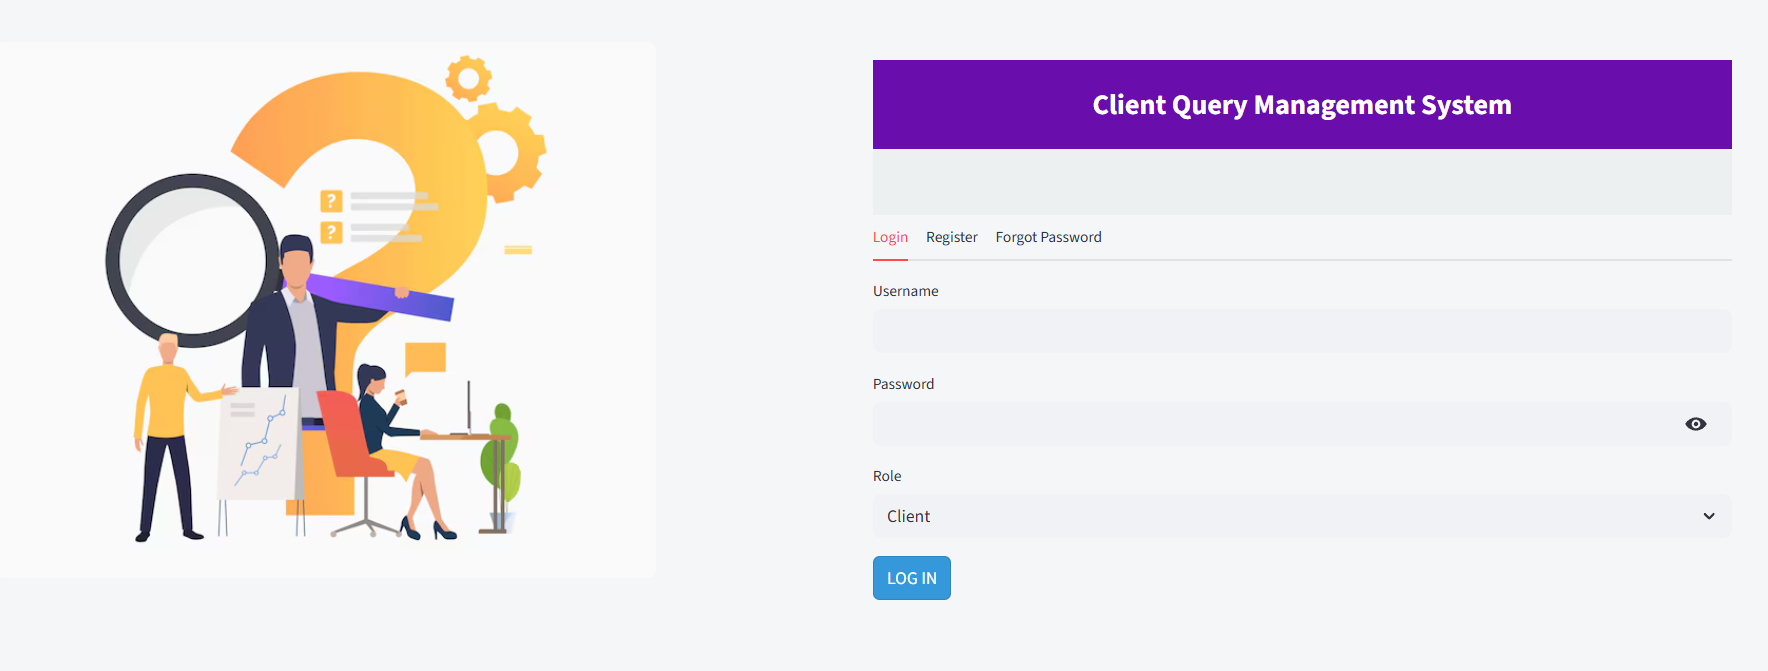 ?
?
Client Query Management System
Login Register Forgot Password
Username
Password
Role
Client
LOG IN